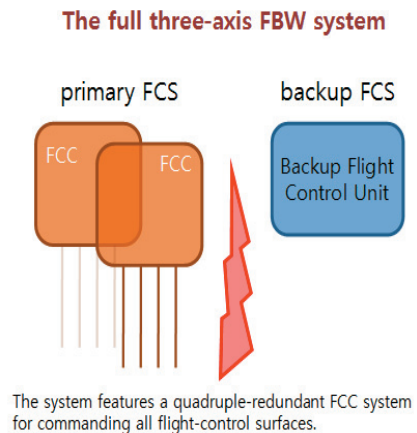 The full three-axis FBW system
primary FCS
backup FCS
FCC
FCC
Backup Flight
Control Unit
The system features a quadruple-redundant FCC system
for commanding all flight-control surfaces.